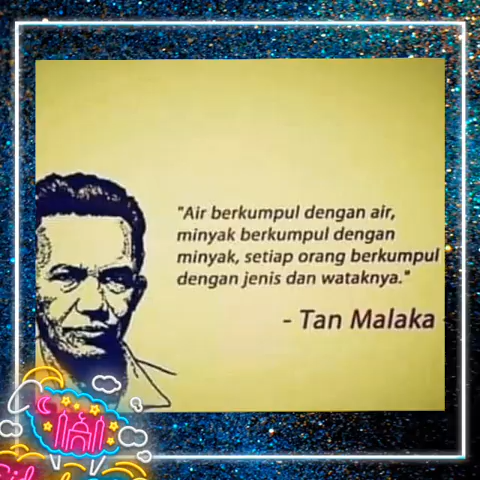 "Air berkumpul dengan air,
minyak berkumpul dengan
minyak, setiap orang berkumpul
dengan jenis dan wataknya."
- Tan Malaka